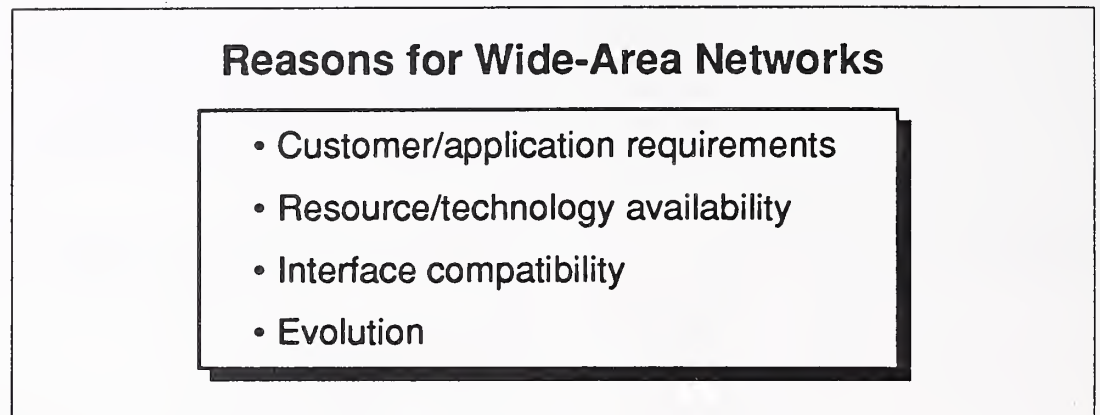 Reasons for Wide-Area Networks
• Customer/application requirements
• Resource/technology availability
• Interface compatibility
• Evolution